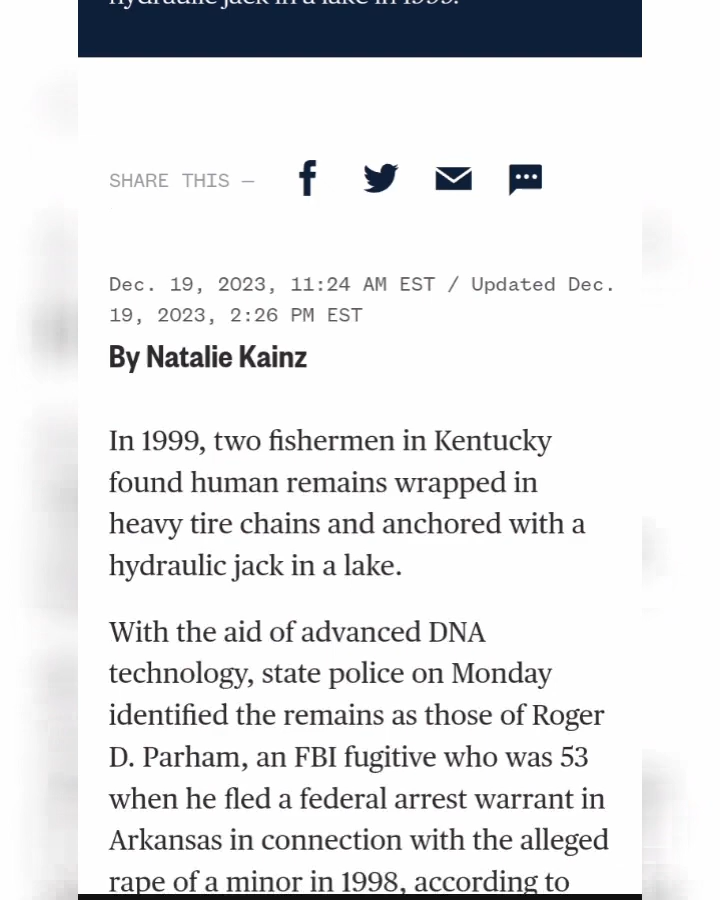 hydraulic jack in a lake in 1999.
SHARE THIS —
Dec. 19, 2023, 11:24 AM EST / Updated Dec.
19, 2023, 2:26 PM EST
By Natalie Kainz
In 1999, two fishermen in Kentucky
found human remains wrapped in
heavy tire chains and anchored with a
hydraulic jack in a lake.
With the aid of advanced DNA
technology, state police on Monday
identified the remains as those of Roger
D. Parham, an FBI fugitive who was 53
when he fled a federal arrest warrant in
Arkansas in connection with the alleged
rape of a minor in 1998, according to